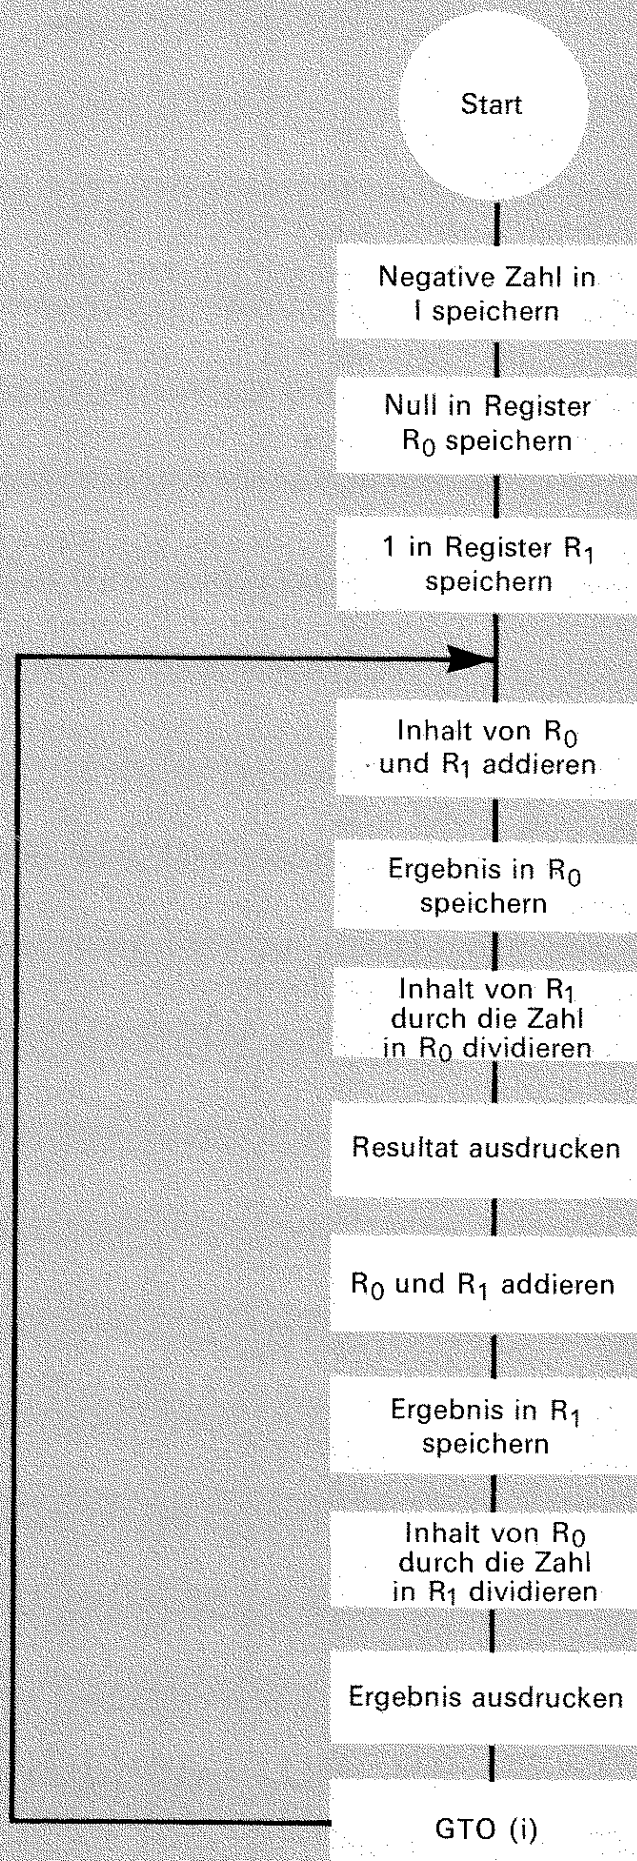 Start
Negative Zahl in
I speichern
Null in Register
R0 speichern
1 in Register R1
speichern
Inhalt von R0
und R1 addieren
Ergebnis in R0
speichern
Inhalt von R1
durch die Zahl
in R0 dividieren
Resultat ausdrucken
R0 und R1 addieren
Ergebnis in R1
speichern
Inhalt von R0
durch die Zahl
in R1 dividieren
Ergebnis ausdrucken
GTO (i)